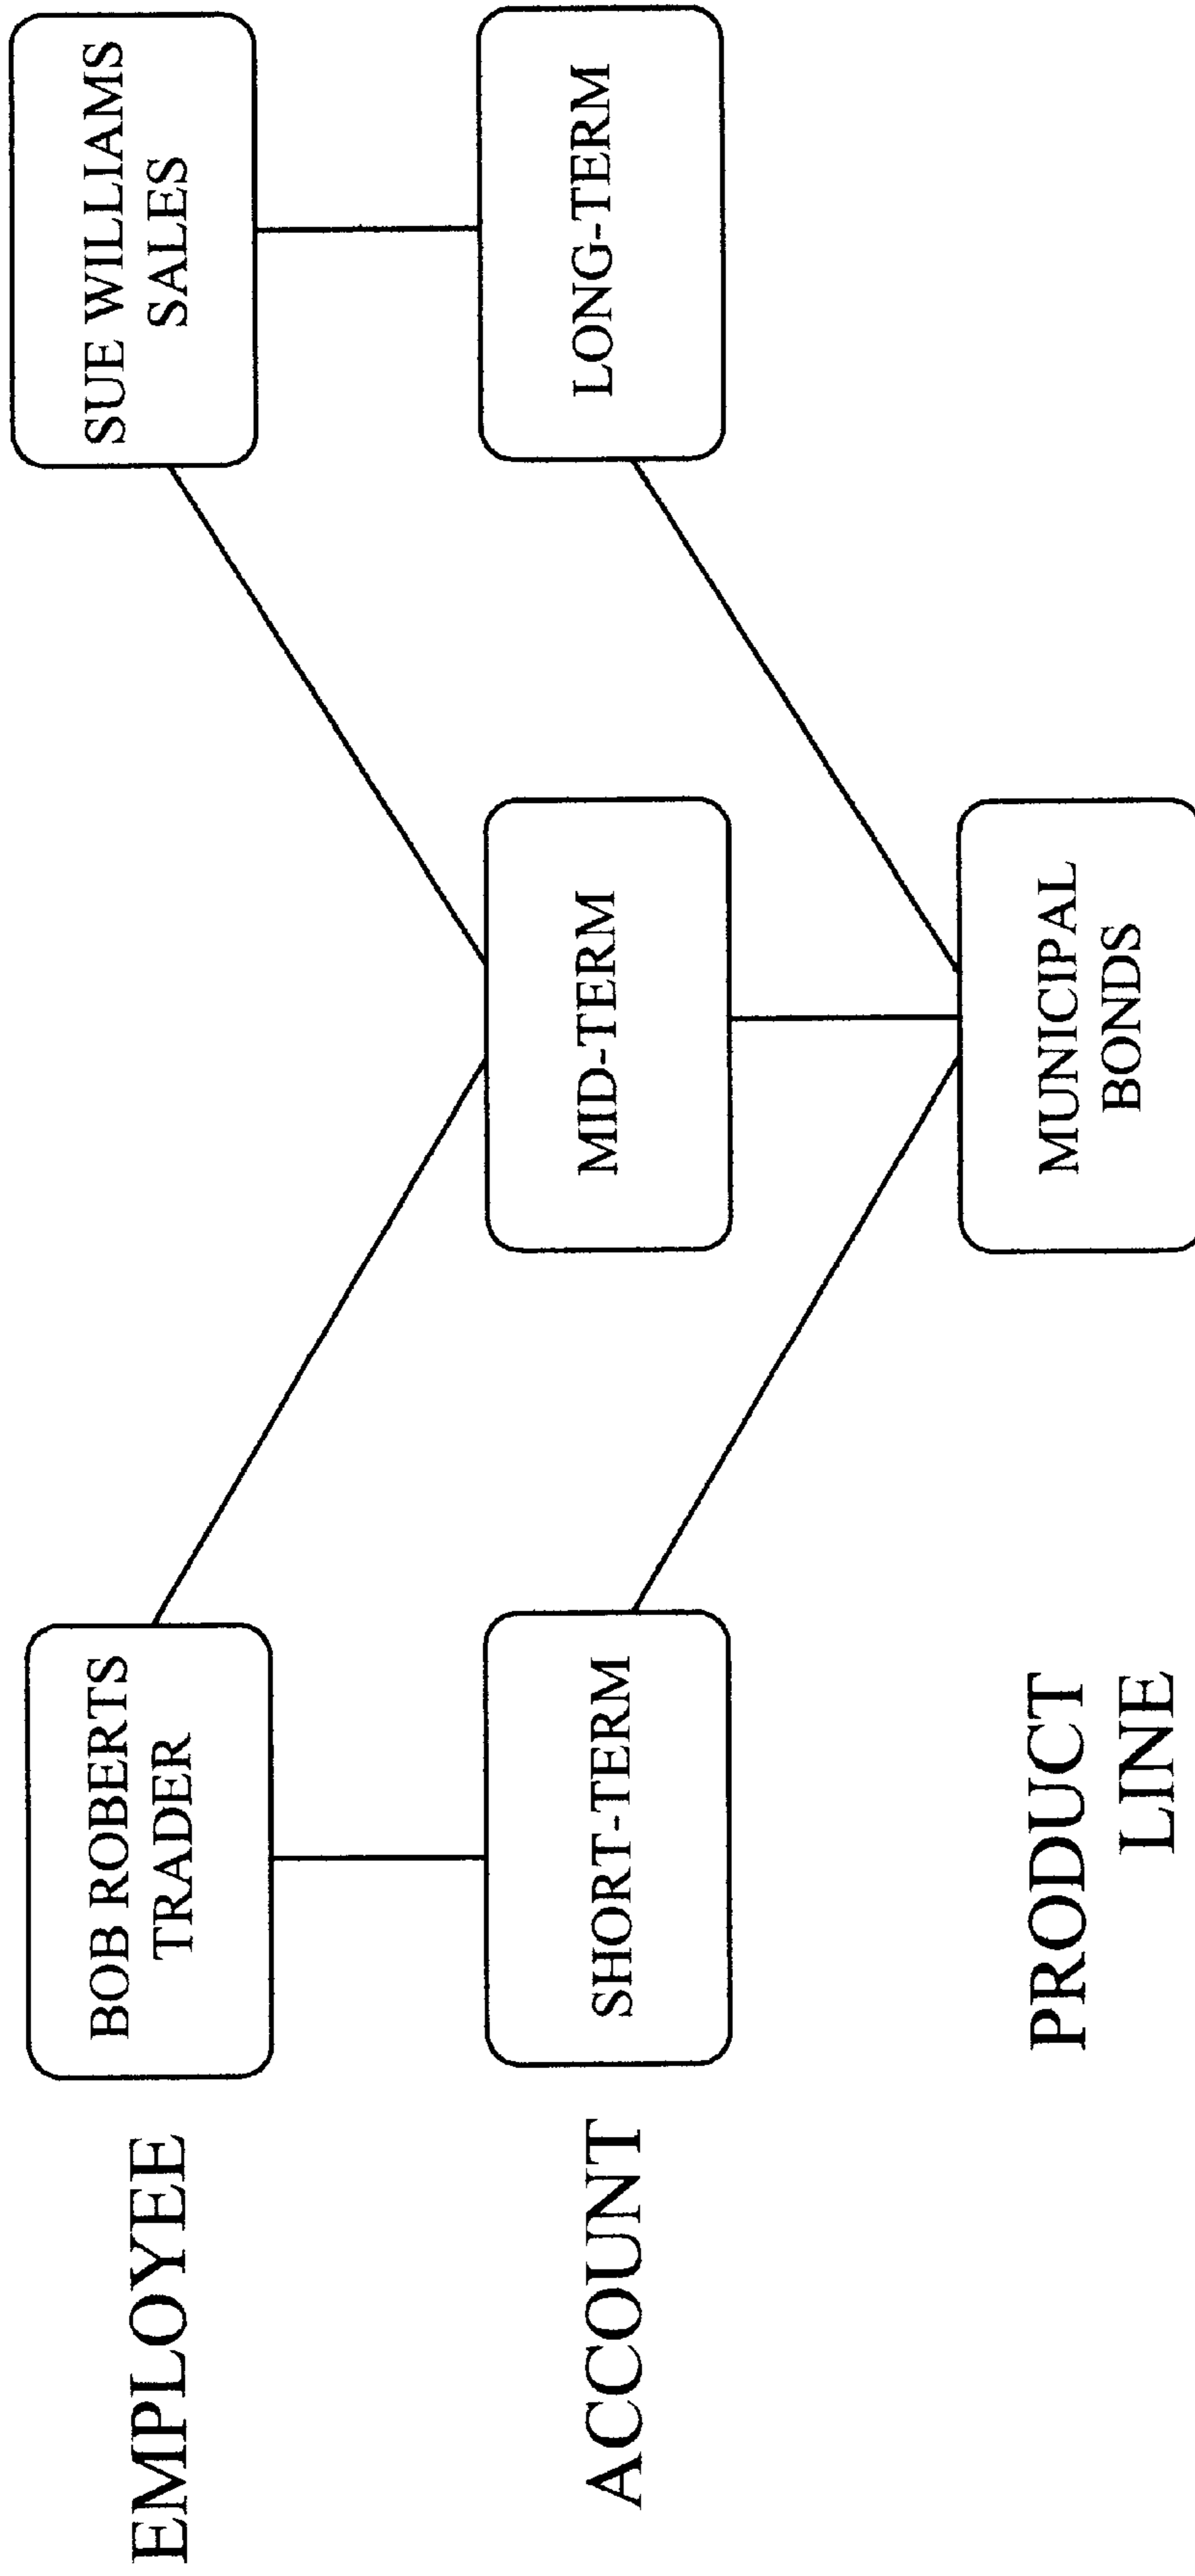 EMPLOYEE
BOB ROBERTS
TRADER
SUE WILLIAMS
SALES
ACCOUNT
SHORT-TERM
MID-TERM
LONG-TERM
PRODUCT
LINE
MUNICIPAL
BONDS